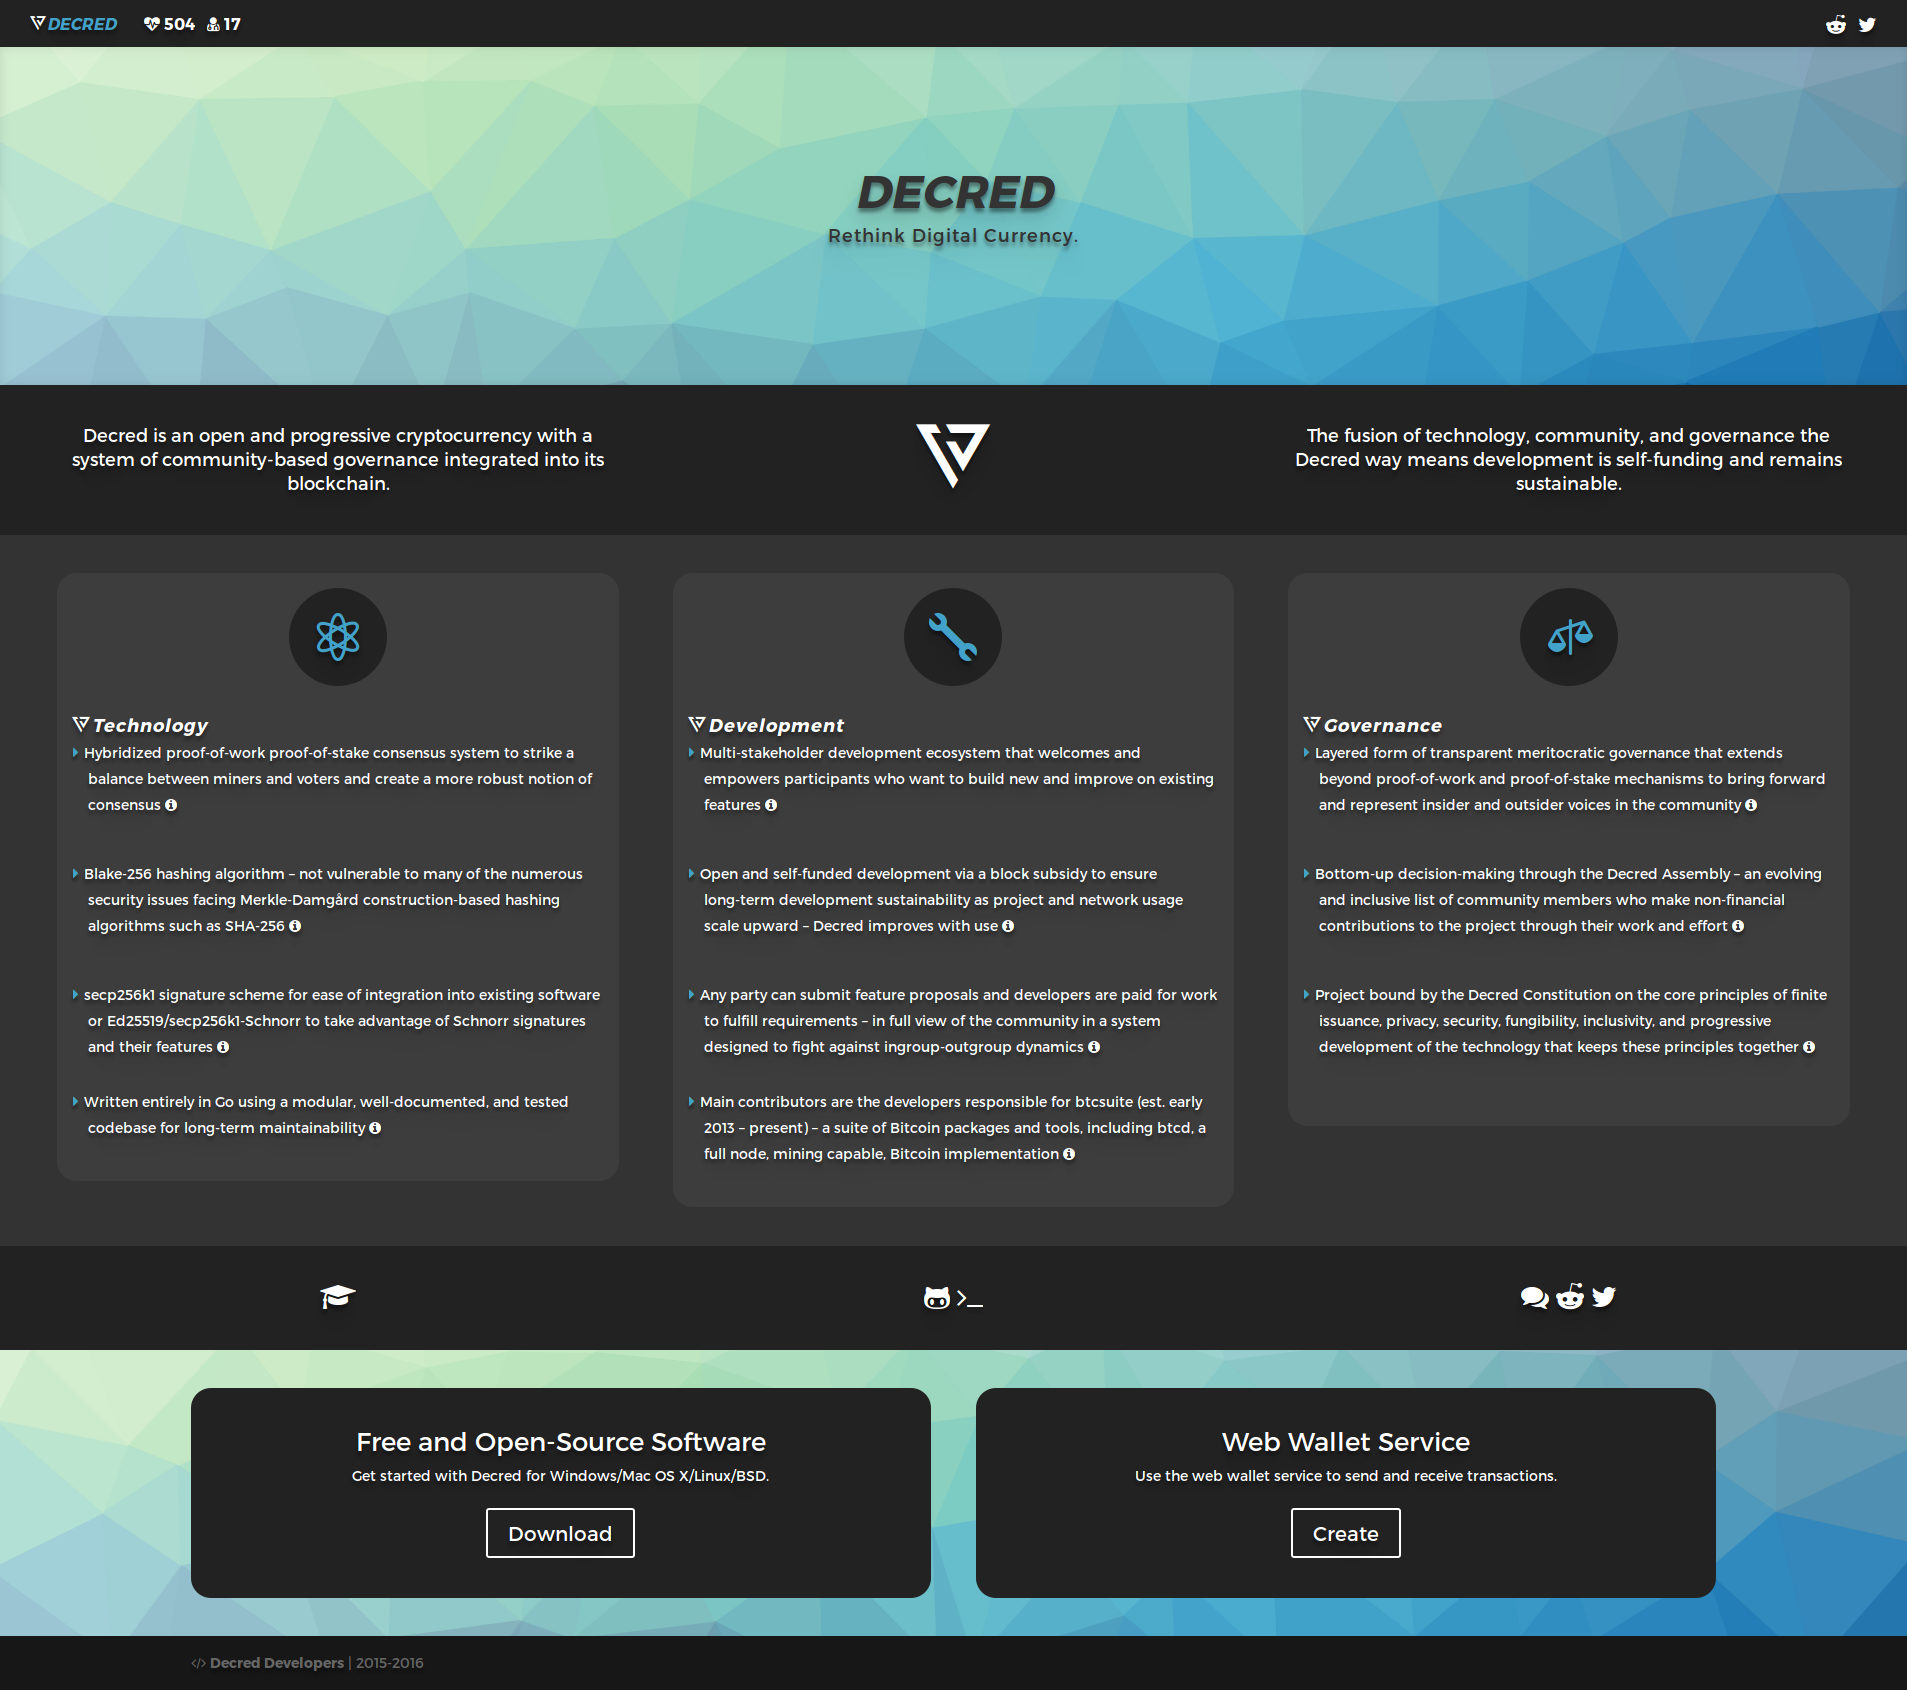 DECRED 504 17
DECRED
Rethink Digital Currency.
Decred is an open and progressive cryptocurrency with a
system of community-based governance integrated into its
blockchain.
The fusion of technology, community, and governance the
Decred way means development is self-funding and remains
sustainable.
Technology
Hybridized proof-of-work proof-of-stake consensus system to strike a
balance between miners and voters and create a more robust notion of
consensus
Blake-256 hashing algorithm – not vulnerable to many of the numerous
security issues facing Merkle-Damgård construction-based hashing
algorithms such as SHA-256
secp256k1 signature scheme for ease of integration into existing software
or Ed25519/secp256k1-Schnorr to take advantage of Schnorr signatures
and their features
Written entirely in Go using a modular, well-documented, and tested
codebase for long-term maintainability
Development
Multi-stakeholder development ecosystem that welcomes and
empowers participants who want to build new and improve on existing
features
Open and self-funded development via a block subsidy to ensure
long-term development sustainability as project and network usage
scale upward – Decred improves with use
Any party can submit feature proposals and developers are paid for work
to fulfill requirements – in full view of the community in a system
designed to fight against ingroup-outgroup dynamics
Main contributors are the developers responsible for btcsuite (est. early
2013 – present) – a suite of Bitcoin packages and tools, including btcd, a
full node, mining capable, Bitcoin implementation
Governance
Layered form of transparent meritocratic governance that extends
beyond proof-of-work and proof-of-stake mechanisms to bring forward
and represent insider and outsider voices in the community
Bottom-up decision-making through the Decred Assembly – an evolving
and inclusive list of community members who make non-financial
contributions to the project through their work and effort
Project bound by the Decred Constitution on the core principles of finite
issuance, privacy, security, fungibility, inclusivity, and progressive
development of the technology that keeps these principles together
Free and Open-Source Software
Get started with Decred for Windows/Mac OS X/Linux/BSD.
Download
Web Wallet Service
Use the web wallet service to send and receive transactions.
Create
Decred Developers | 2015-2016